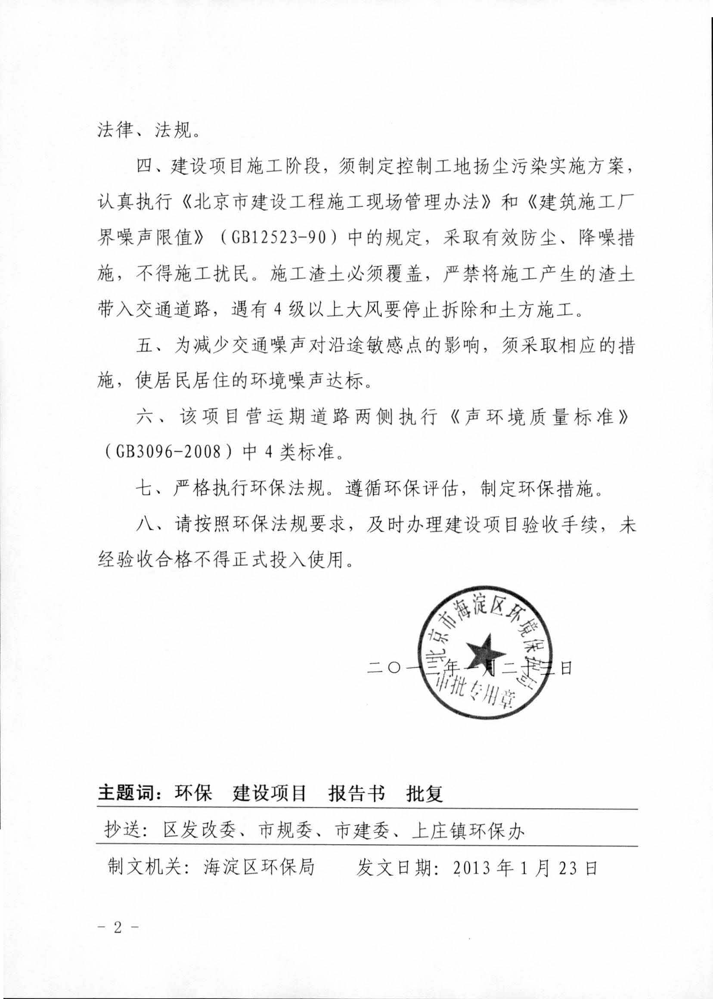 法律、法规。
四、建设项目施工阶段，须制定控制工地扬尘污染实施方案，
认真执行《北京市建设工程施工现场管理办法》和《建筑施工厂
界噪声限值》（GB12523-90）中的规定，采取有效防尘、降噪措
施，不得施工扰民。施工渣土必须覆盖，严禁将施工产生的渣土
带入交通道路，遇有 4 级以上大风要停止拆除和土方施工。
五、为减少交通噪声对沿途敏感点的影响，须采取相应的措
施，使居民居住的环境噪声达标。
六、该项目营运期道路两侧执行《声环境质量标准》
（GB3096-2008）中 4 类标准。
七、严格执行环保法规。遵循环保评估，制定环保措施。
八、请按照环保法规要求，及时办理建设项目验收手续，未
经验收合格不得正式投入使用。
北京市海淀区环境保护局
二〇一三年一月二十三日
审批专用章
主题词：环保 建设项目 报告书 批复
抄送：区发改委、市规委、市建委、上庄镇环保办
制文机关：海淀区环保局 发文日期：2013 年 1 月 23 日
- 2 -